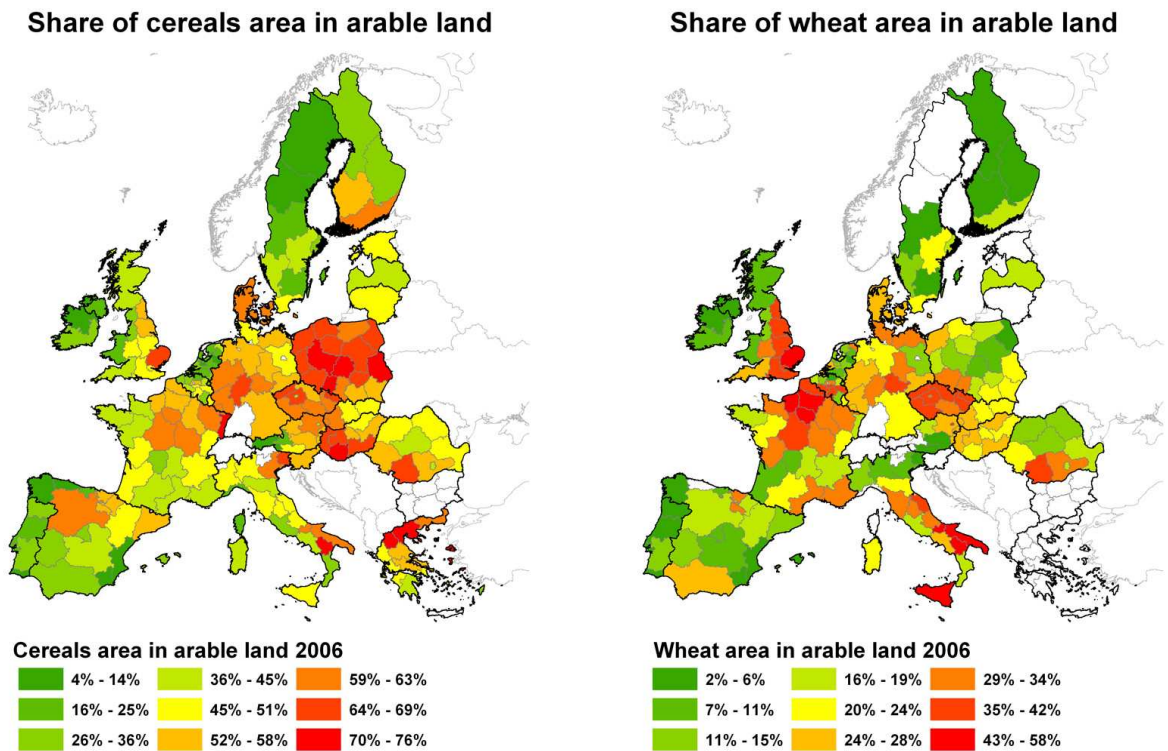 Share of cereals area in arable land
Share of wheat area in arable land
Cereals area in arable land 2006
4% - 14%
36% - 45%
59% - 63%
16% - 25%
45% - 51%
64% - 69%
26% - 36%
52% - 58%
70% - 76%
Wheat area in arable land 2006
2% - 6%
16% - 19%
29% - 34%
7% - 11%
20% - 24%
35% - 42%
11% - 15%
24% - 28%
43% - 58%